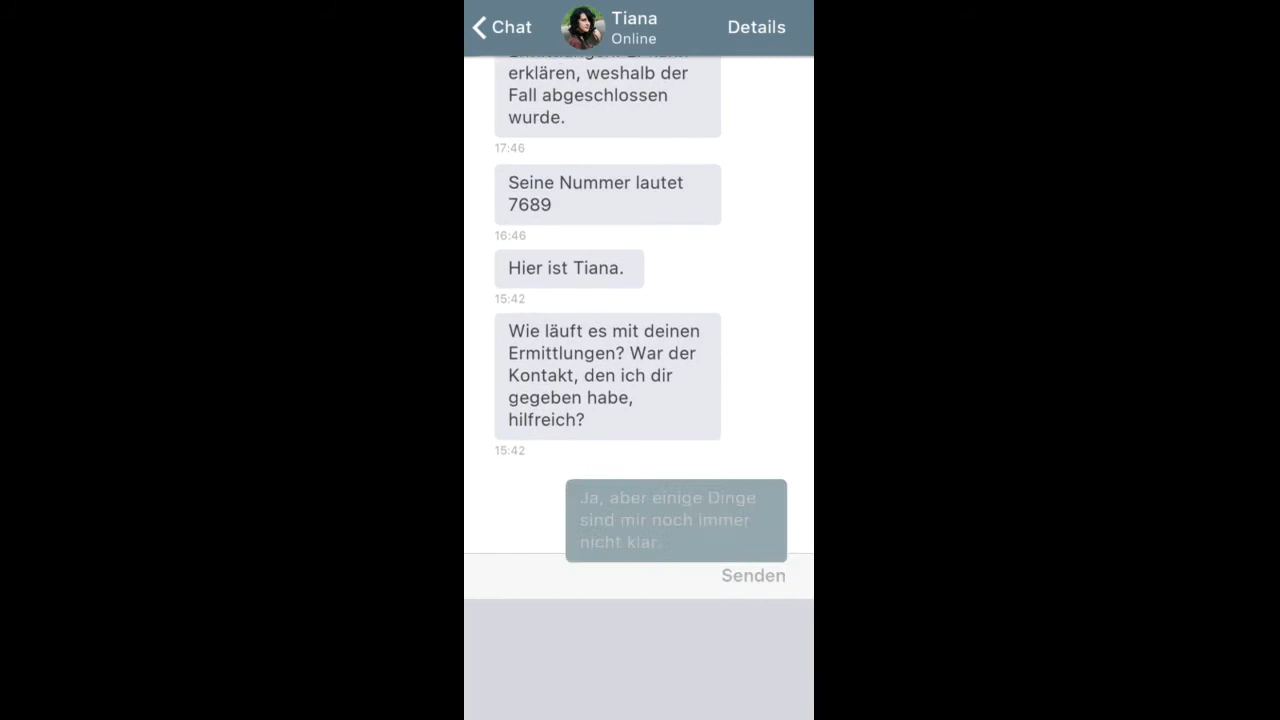 Chat
Tiana
Online
Details
erklären, weshalb der
Fall abgeschlossen
wurde.
17:46
Seine Nummer lautet
7689
16:46
Hier ist Tiana.
15:42
Wie läuft es mit deinen
Ermittlungen? War der
Kontakt, den ich dir
gegeben habe,
hilfreich?
15:42
Ja, aber einige Dinge
sind mir noch immer
nicht klar.
Senden